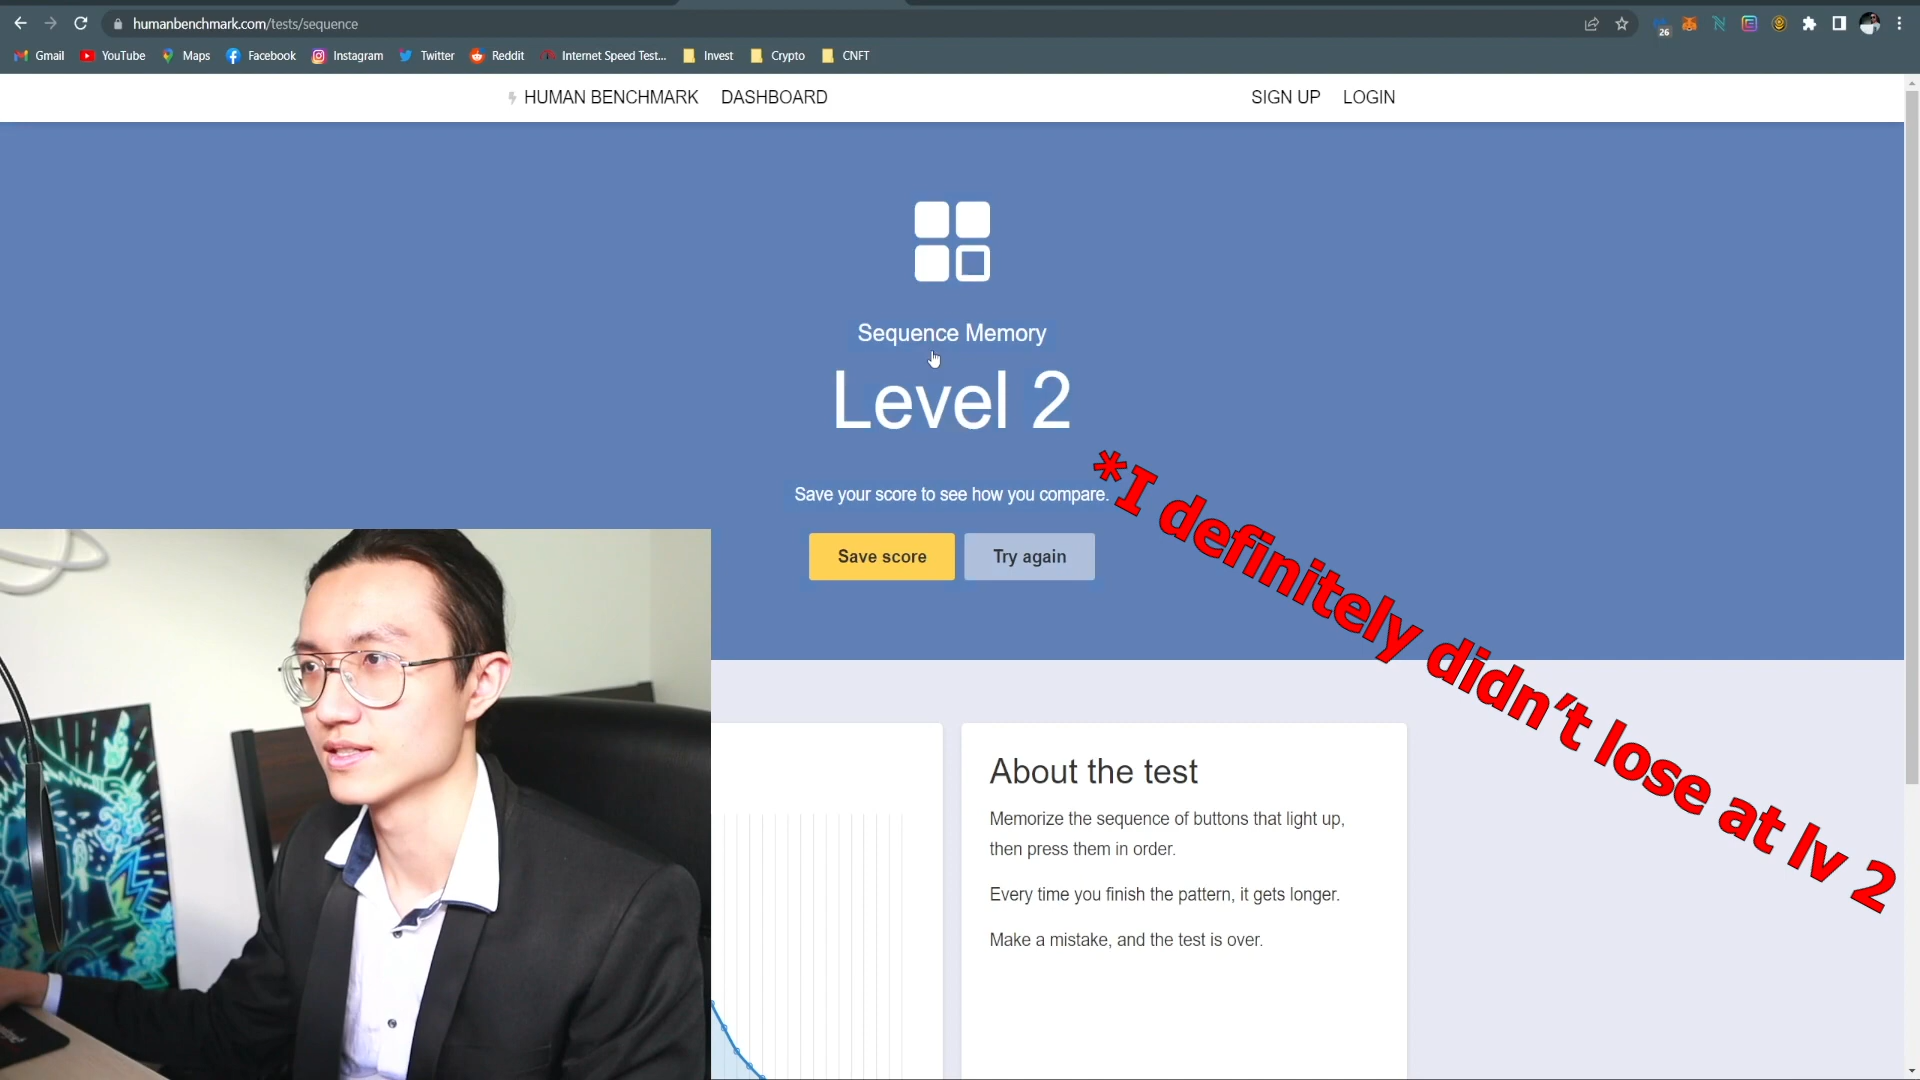 humanbenchmark.com/tests/sequence
26
Gmail
YouTube
Maps
Facebook
Instagram
Twitter
Reddit
Internet Speed Test...
Invest
Crypto
CNFT
HUMAN BENCHMARK
DASHBOARD
SIGN UP
LOGIN
Sequence Memory
Level 2
Save your score to see how you compare.
Save score
Try again
*I definitely didn't lose at lv 2
About the test
Memorize the sequence of buttons that light up,
then press them in order.
Every time you finish the pattern, it gets longer.
Make a mistake, and the test is over.